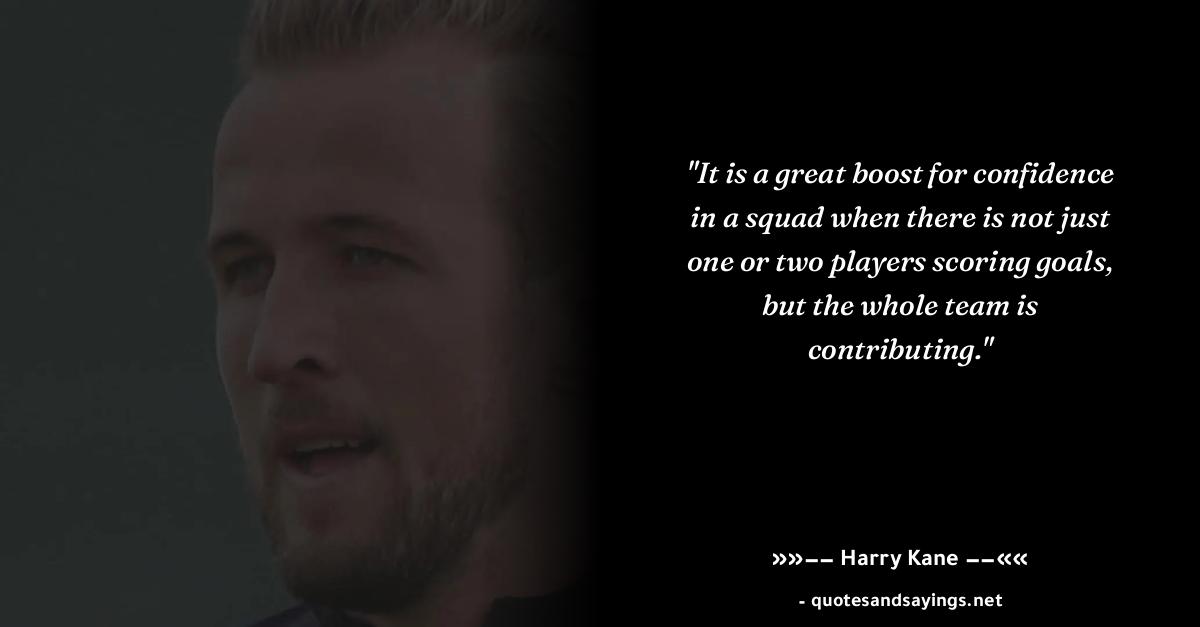 "It is a great boost for confidence
in a squad when there is not just
one or two players scoring goals,
but the whole team is
contributing."
»»−− Harry Kane −−««
- quotesandsayings.net